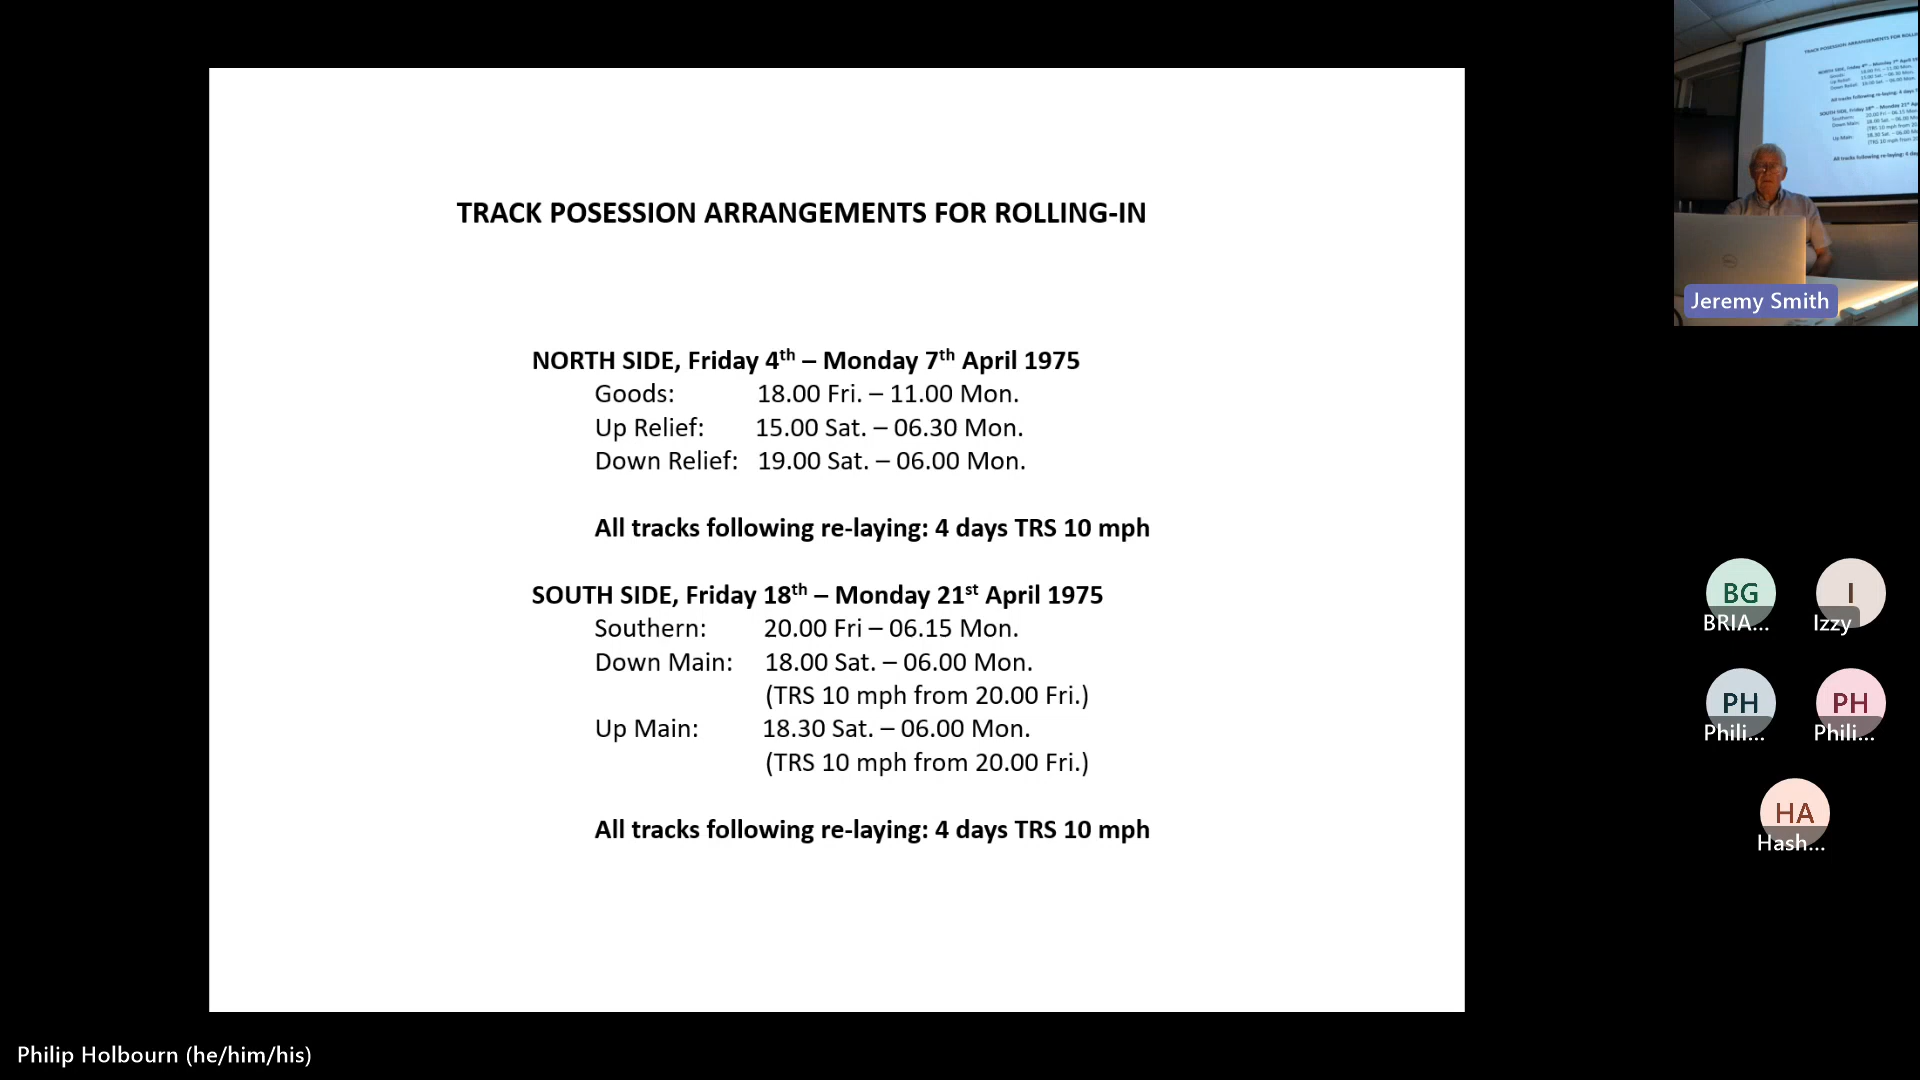 TRACK POSESSION ARRANGEMENTS FOR ROLLING-IN
NORTH SIDE, Friday 4th – Monday 7th April 1975
Goods: 18.00 Fri. – 11.00 Mon.
Up Relief: 15.00 Sat. – 06.30 Mon.
Down Relief: 19.00 Sat. – 06.00 Mon.
All tracks following re-laying: 4 days TRS 10 mph
SOUTH SIDE, Friday 18th – Monday 21st April 1975
Southern: 20.00 Fri – 06.15 Mon.
Down Main: 18.00 Sat. – 06.00 Mon.
(TRS 10 mph from 20.00 Fri.)
Up Main: 18.30 Sat. – 06.00 Mon.
(TRS 10 mph from 20.00 Fri.)
All tracks following re-laying: 4 days TRS 10 mph
Jeremy Smith
BG
BRIA...
I
Izzy
PH
Phili...
PH
Phili...
HA
Hash...
Philip Holbourn (he/him/his)